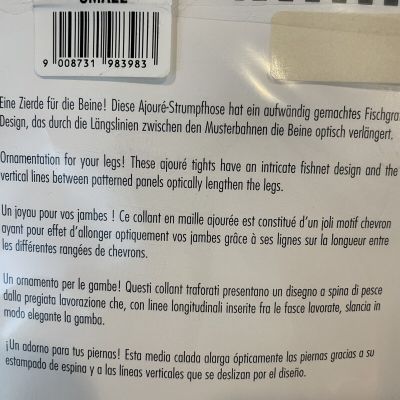 SMALL
9 008731 983983 >
Eine Zierde für die Beine! Diese Ajouré-Strumpfhose hat ein aufwändig gemachtes Fischgrat
Design, das durch die Längslinien zwischen den Musterbahnen die Beine optisch verlängert.
Ornamentation for your legs! These ajouré tights have an intricate fishnet design and the
vertical lines between patterned panels optically lengthen the legs.
Un joyau pour vos jambes ! Ce collant en maille ajourée est constitué d'un joli motif chevron
ayant pour effet d'allonger optiquement vos jambes grâce à ses lignes sur la longueur entre
les différentes rangées de chevrons.
Un ornamento per le gambe! Questi collant traforati presentano un disegno a spina di pesce
dalla pregiata lavorazione che, con linee longitudinali inserite fra le fasce lavorate, slancia in
modo elegante la gamba.
¡Un adorno para tus piernas! Esta media calada alarga ópticamente las piernas gracias a su
estampado de espina y a las líneas verticales que se deslizan por el diseño.